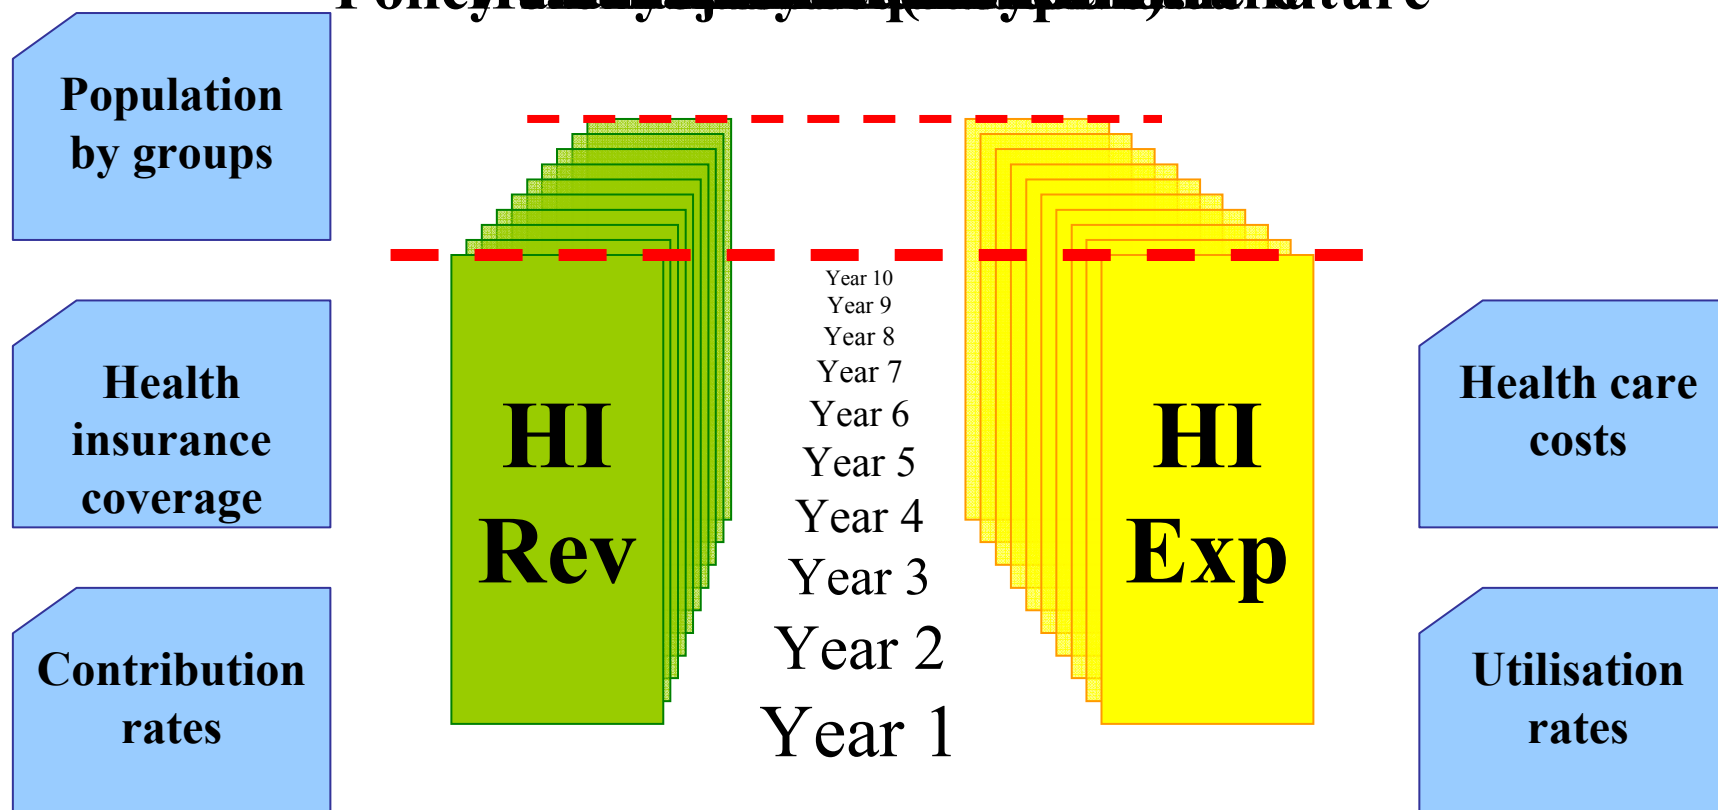 Population
by groups
Health
insurance
coverage
Contribution
rates
HI
Rev
Year 10
Year 9
Year 8
Year 7
Year 6
Year 5
Year 4
Year 3
Year 2
Year 1
HI
Exp
Health care
costs
Utilisation
rates